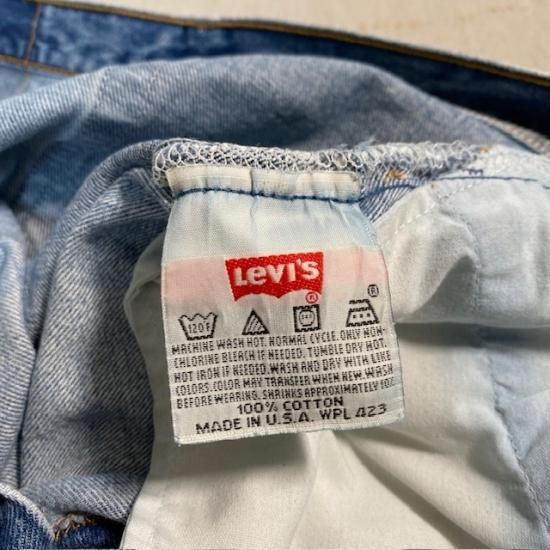 LEVI'S
®
®
120F
MACHINE WASH HOT. NORMAL CYCLE. ONLY NON-
CHLORINE BLEACH IF NEEDED. TUMBLE DRY HOT.
HOT IRON IF NEEDED. WASH AND DRY WITH LIKE
COLORS. COLOR MAY TRANSFER WHEN NEW. WASH
BEFORE WEARING. SHRINKS APPROXIMATELY 10%
100% COTTON
MADE IN U.S.A. WPL 423